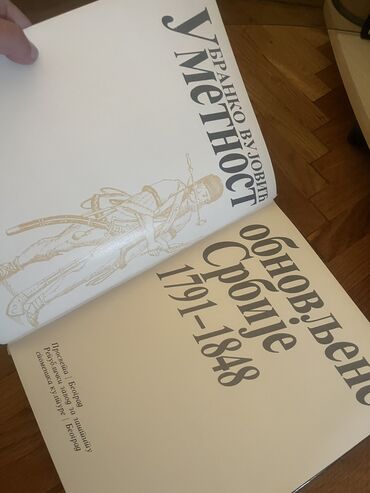 БРАНКО ВУЈОВИЋ
Уметност
обновљене
Србије
1791–1848
Просвета | Београд
Републички завод за заштиту
споменика културе | Београд